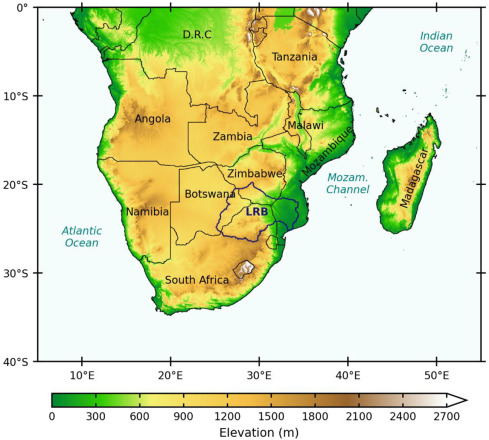 0°
D.R.C
Indian
Ocean
Tanzania
10°S
Angola
Malawi
Zambia
Mozambique
Zimbabwe
Madagascar
Mozam.
Channel
20°S
Botswana
Namibia
LRB
Atlantic
Ocean
30°S
South Africa
40°S
10°E
20°E
30°E
40°E
50°E
0
300
600
900
1200
1500
1800
2100
2400
2700
Elevation (m)